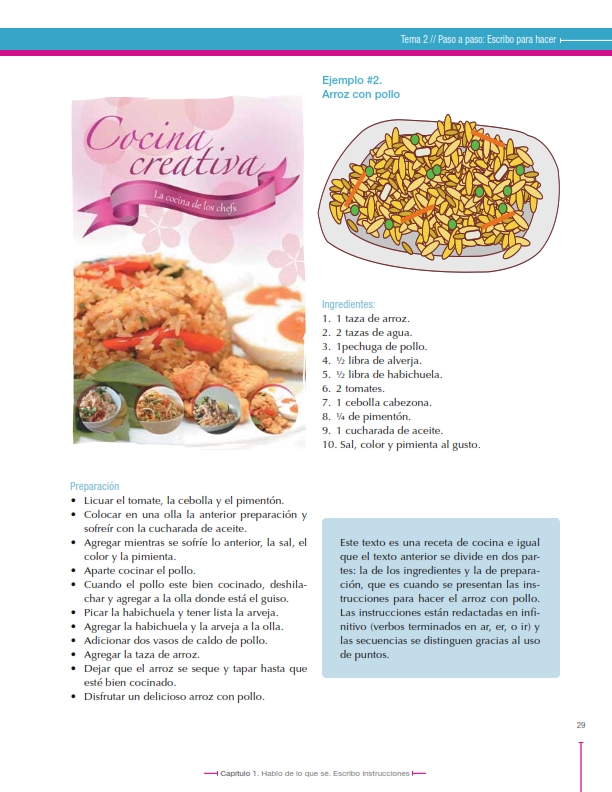 Tema 2 // Paso a paso: Escribo para hacer
Cocina
creativa
La cocina de los chefs
Ejemplo #2.
Arroz con pollo
Ingredientes:
1. 1 taza de arroz.
2. 2 tazas de agua.
3. 1pechuga de pollo.
4. ½ libra de alverja.
5. ½ libra de habichuela.
6. 2 tomates.
7. 1 cebolla cabezona.
8. ¼ de pimentón.
9. 1 cucharada de aceite.
10. Sal, color y pimienta al gusto.
Preparación
• Licuar el tomate, la cebolla y el pimentón.
• Colocar en una olla la anterior preparación y
sofreír con la cucharada de aceite.
• Agregar mientras se sofríe lo anterior, la sal, el
color y la pimienta.
• Aparte cocinar el pollo.
• Cuando el pollo este bien cocinado, deshila-
char y agregar a la olla donde está el guiso.
• Picar la habichuela y tener lista la arveja.
• Agregar la habichuela y la arveja a la olla.
• Adicionar dos vasos de caldo de pollo.
• Agregar la taza de arroz.
• Dejar que el arroz se seque y tapar hasta que
esté bien cocinado.
• Disfrutar un delicioso arroz con pollo.
Este texto es una receta de cocina e igual
que el texto anterior se divide en dos par-
tes: la de los ingredientes y la de prepara-
ción, que es cuando se presentan las ins-
trucciones para hacer el arroz con pollo.
Las instrucciones están redactadas en infi-
nitivo (verbos terminados en ar, er, o ir) y
las secuencias se distinguen gracias al uso
de puntos.
29
Capítulo 1. Hablo de lo que sé. Escribo instrucciones